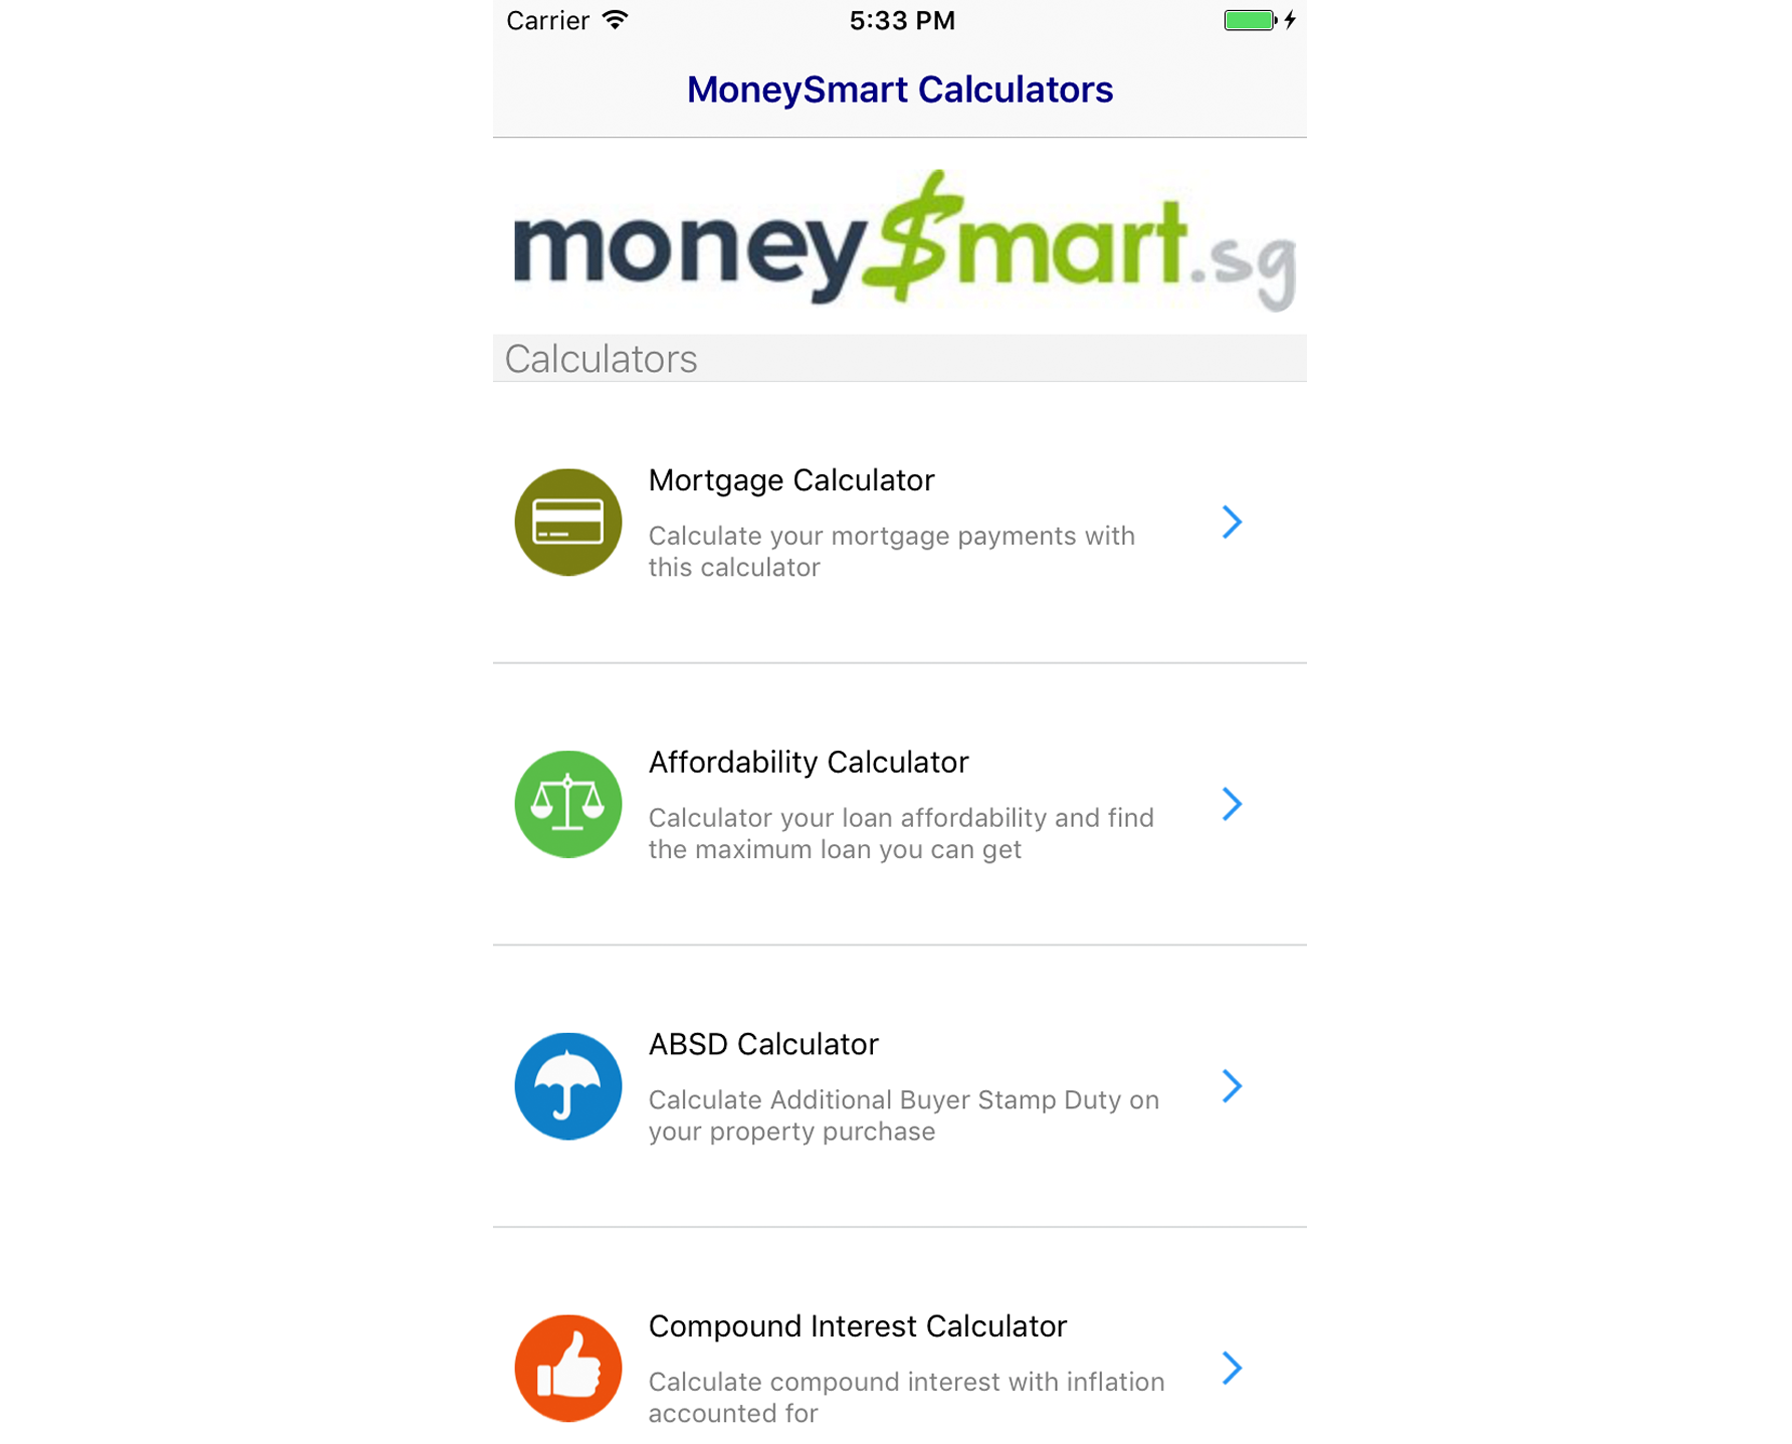 Carrier 5:33 PM
MoneySmart Calculators
money$mart.sg
Calculators
Mortgage Calculator
Calculate your mortgage payments with
this calculator
Affordability Calculator
Calculator your loan affordability and find
the maximum loan you can get
ABSD Calculator
Calculate Additional Buyer Stamp Duty on
your property purchase
Compound Interest Calculator
Calculate compound interest with inflation
accounted for